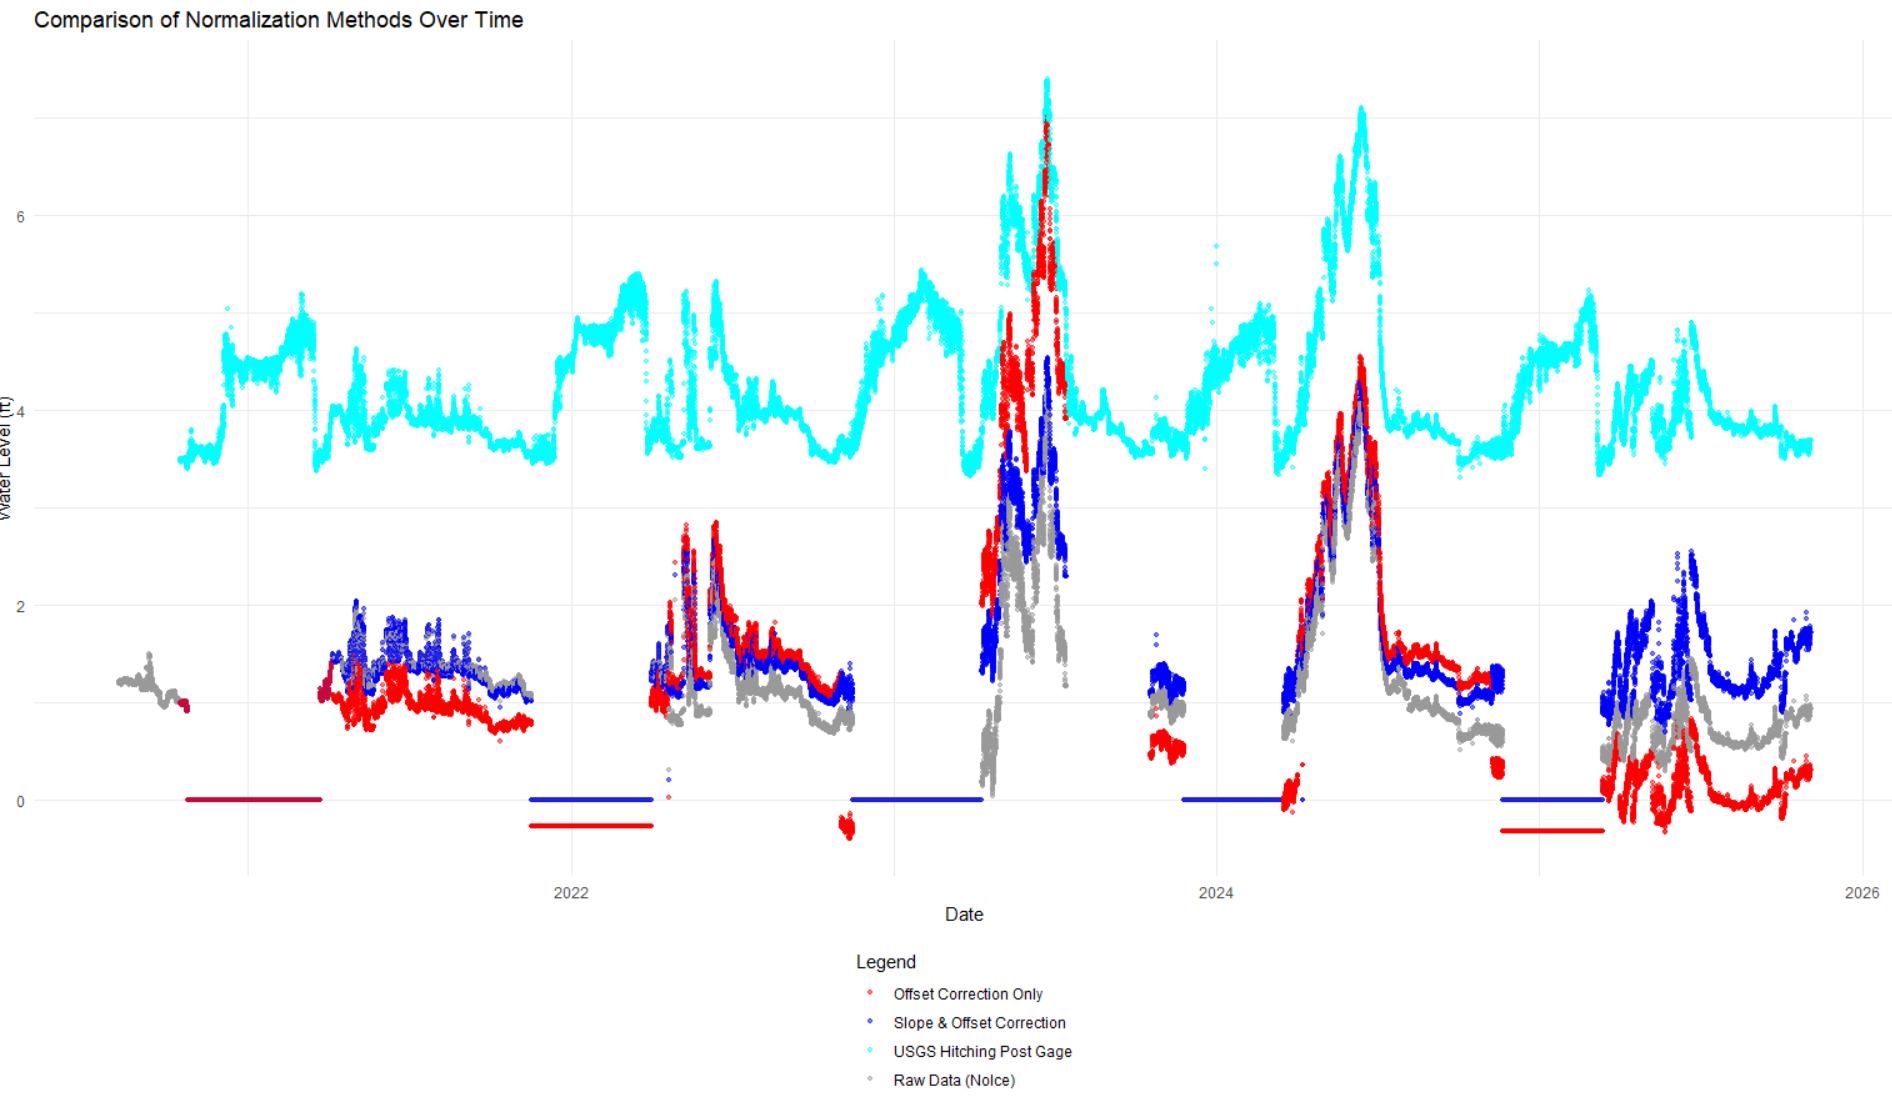 Comparison of Normalization Methods Over Time
Water Level (ft)
6
4
2
0
2022
2024
2026
Date
Legend
Offset Correction Only
Slope & Offset Correction
USGS Hitching Post Gage
Raw Data (NoIce)